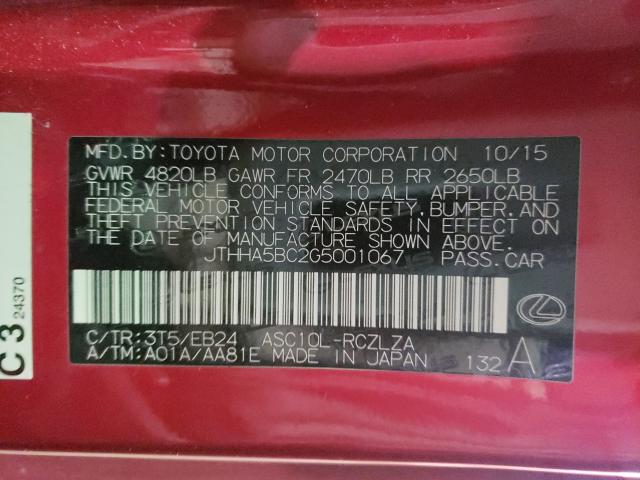 MFD. BY: TOYOTA MOTOR CORPORATION 10/15
GVWR 4820LB GAWR FR 2470LB RR 2650LB
THIS VEHICLE CONFORMS TO ALL APPLICABLE
FEDERAL MOTOR VEHICLE SAFETY, BUMPER, AND
THEFT PREVENTION STANDARDS IN EFFECT ON
THE DATE OF MANUFACTURE SHOWN ABOVE.
JTHHA5BC2G5001067 PASS.CAR
C/TR:3T5/EB24 ASC10L-RCZLZA
A/TM:A01A/AA81E MADE IN JAPAN 132 A
C 3 24370